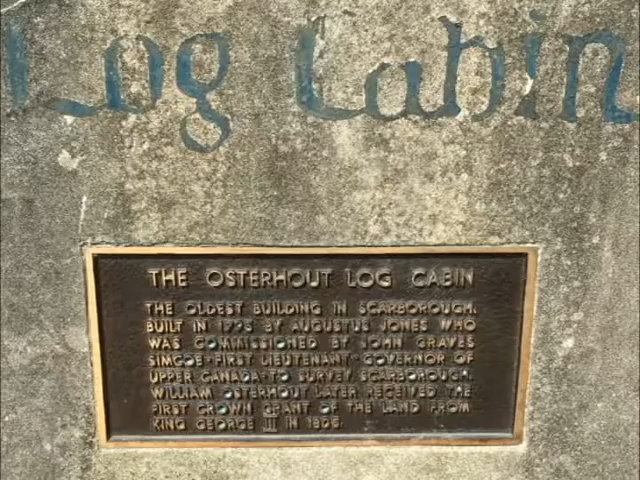 Log Cabin
THE OSTERHOUT LOG CABIN
THE OLDEST BUILDING IN SCARBOROUGH.
BUILT IN 1795 BY AUGUSTUS JONES WHO
WAS COMMISSIONED BY JOHN GRAVES
SIMCOE - FIRST LIEUTENANT GOVERNOR OF
UPPER CANADA - TO SURVEY SCARBOROUGH.
WILLIAM OSTERHOUT LATER RECEIVED THE
FIRST CROWN GRANT OF THE LAND FROM
KING GEORGE III IN 1805.